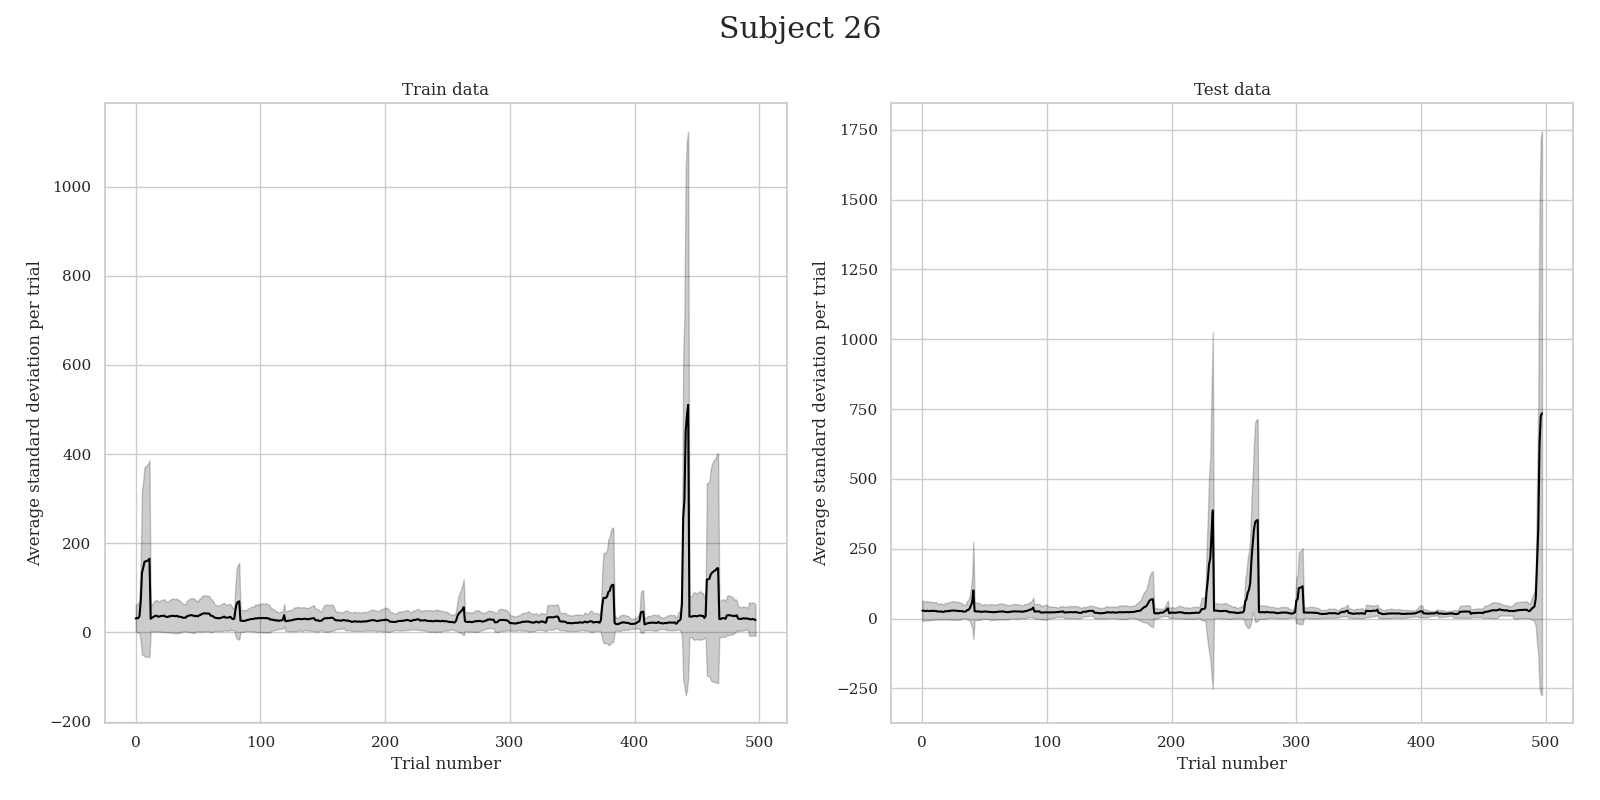 Subject 26
Train data
Average standard deviation per trial
1000
800
600
400
200
0
−200
0 100 200 300 400 500
Trial number
Test data
Average standard deviation per trial
1750
1500
1250
1000
750
500
250
0
−250
0 100 200 300 400 500
Trial number